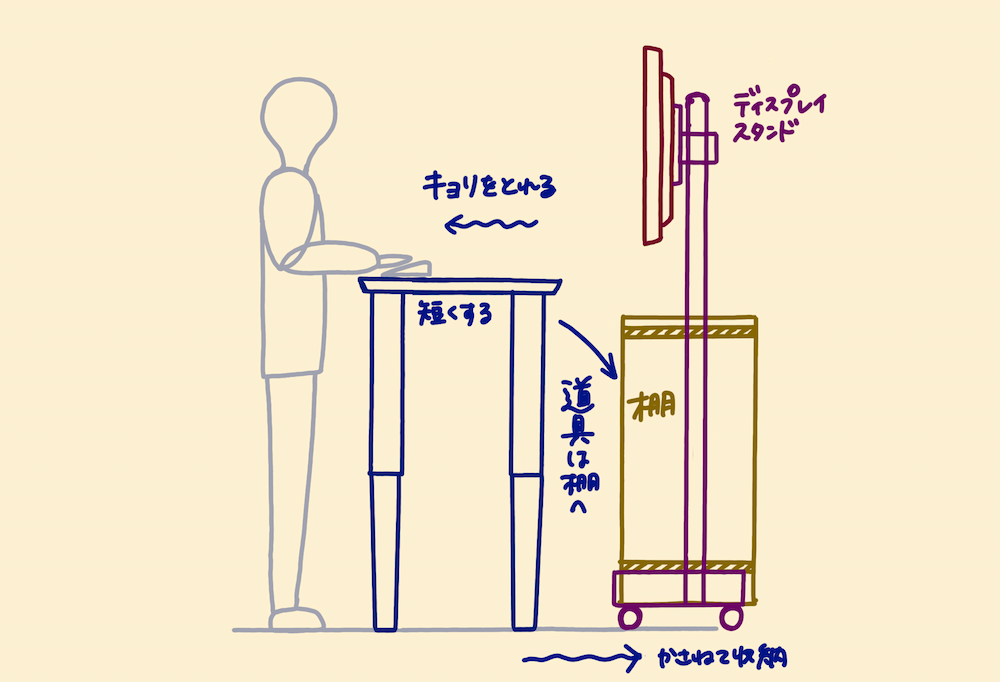 ディスプレイ
スタンド
キョリをとれる
短くする
道具は棚へ
棚
かさねて収納